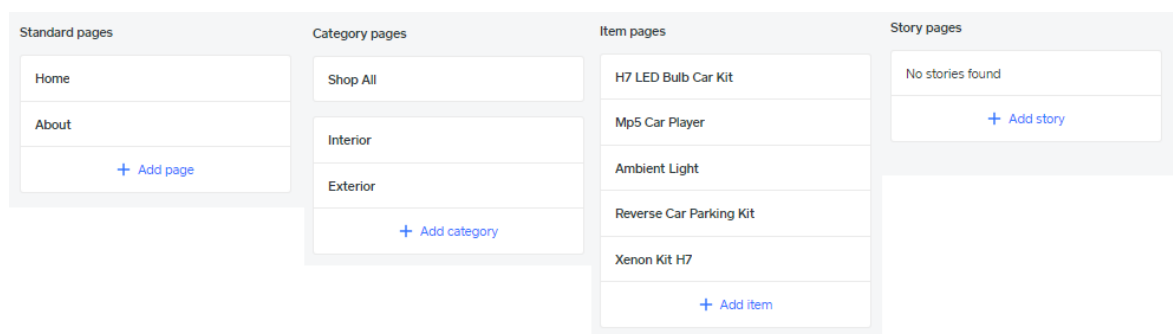 Standard pages
Home
About
+ Add page
Category pages
Shop All
Interior
Exterior
+ Add category
Item pages
H7 LED Bulb Car Kit
Mp5 Car Player
Ambient Light
Reverse Car Parking Kit
Xenon Kit H7
+ Add item
Story pages
No stories found
+ Add story